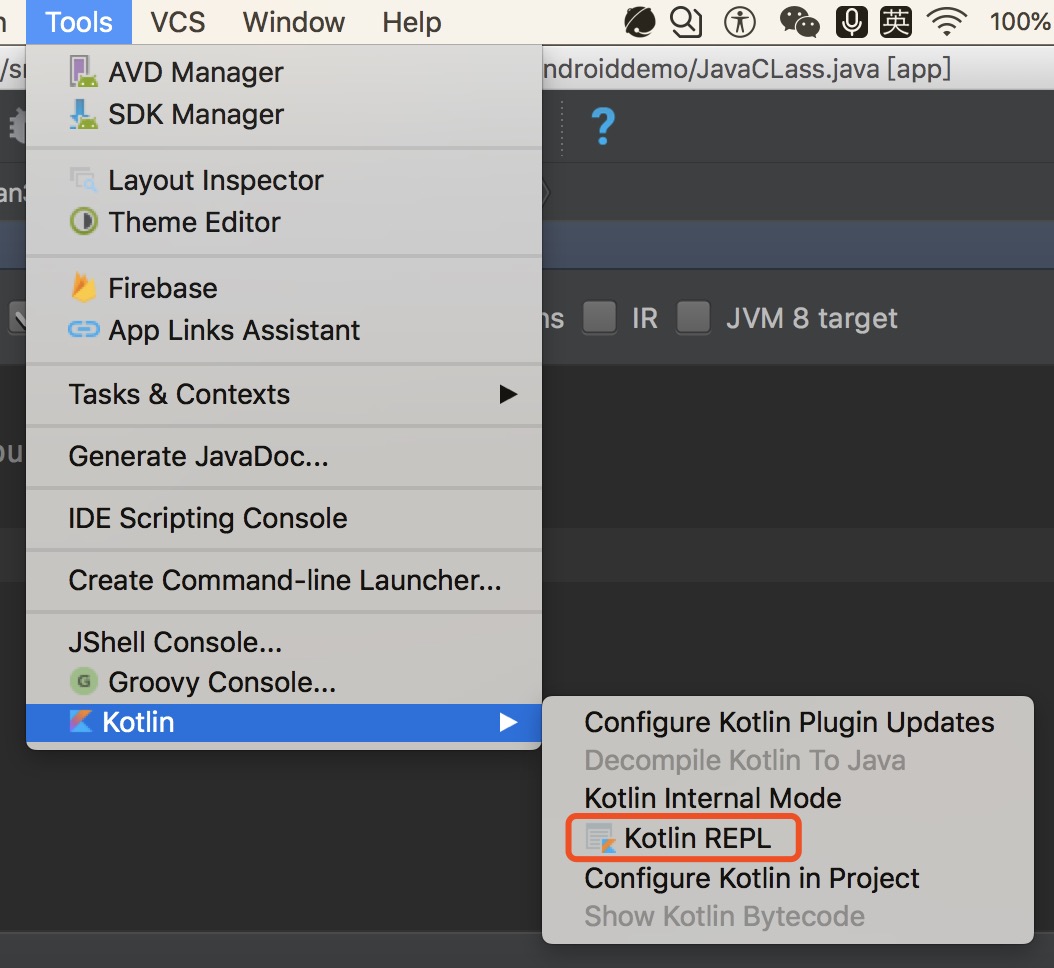 Tools VCS Window Help 英 100%
ndroiddemo/JavaCLass.java [app]
AVD Manager
SDK Manager
?
Layout Inspector
Theme Editor
Firebase
App Links Assistant
IR JVM 8 target
Tasks & Contexts
Generate JavaDoc...
IDE Scripting Console
Create Command-line Launcher...
JShell Console...
G Groovy Console...
Kotlin
Configure Kotlin Plugin Updates
Decompile Kotlin To Java
Kotlin Internal Mode
Kotlin REPL
Configure Kotlin in Project
Show Kotlin Bytecode